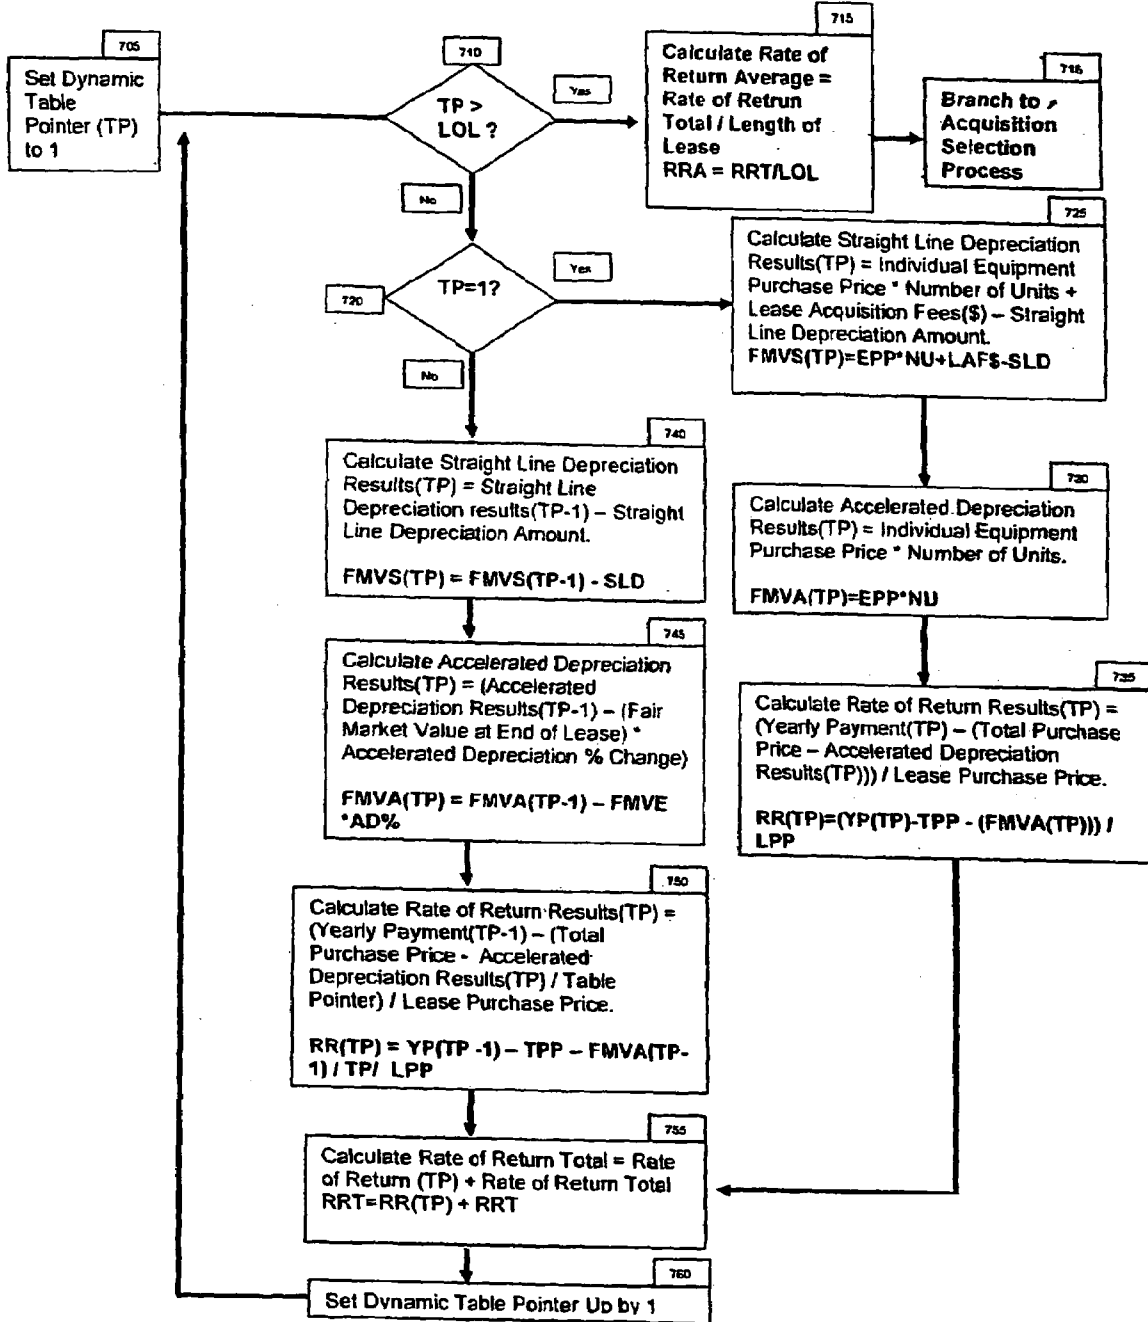 705
Set Dynamic
Table
Pointer (TP)
to 1
710
TP >
LOL ?
Yes
No
715
Calculate Rate of
Return Average =
Rate of Retrun
Total / Length of
Lease
RRA = RRT/LOL
716
Branch to
Acquisition
Selection
Process
720
TP=1?
Yes
No
725
Calculate Straight Line Depreciation
Results(TP) = Individual Equipment
Purchase Price * Number of Units +
Lease Acquisition Fees($) – Straight
Line Depreciation Amount.
FMVS(TP)=EPP*NU+LAF$-SLD
730
Calculate Accelerated Depreciation
Results(TP) = Individual Equipment
Purchase Price * Number of Units.
FMVA(TP)=EPP*NU
735
Calculate Rate of Return Results(TP) =
(Yearly Payment(TP) – (Total Purchase
Price – Accelerated Depreciation
Results(TP))) / Lease Purchase Price.
RR(TP)=(YP(TP)-TPP - (FMVA(TP))) /
LPP
740
Calculate Straight Line Depreciation
Results(TP) = Straight Line
Depreciation results(TP-1) – Straight
Line Depreciation Amount.
FMVS(TP) = FMVS(TP-1) - SLD
745
Calculate Accelerated Depreciation
Results(TP) = (Accelerated
Depreciation Results(TP-1) – (Fair
Market Value at End of Lease) *
Accelerated Depreciation % Change)
FMVA(TP) = FMVA(TP-1) – FMVE
*AD%
750
Calculate Rate of Return Results(TP) =
(Yearly Payment(TP-1) – (Total
Purchase Price - Accelerated
Depreciation Results(TP) / Table
Pointer) / Lease Purchase Price.
RR(TP) = YP(TP -1) – TPP – FMVA(TP-
1) / TP/ LPP
755
Calculate Rate of Return Total = Rate
of Return (TP) + Rate of Return Total
RRT=RR(TP) + RRT
760
Set Dynamic Table Pointer Up by 1